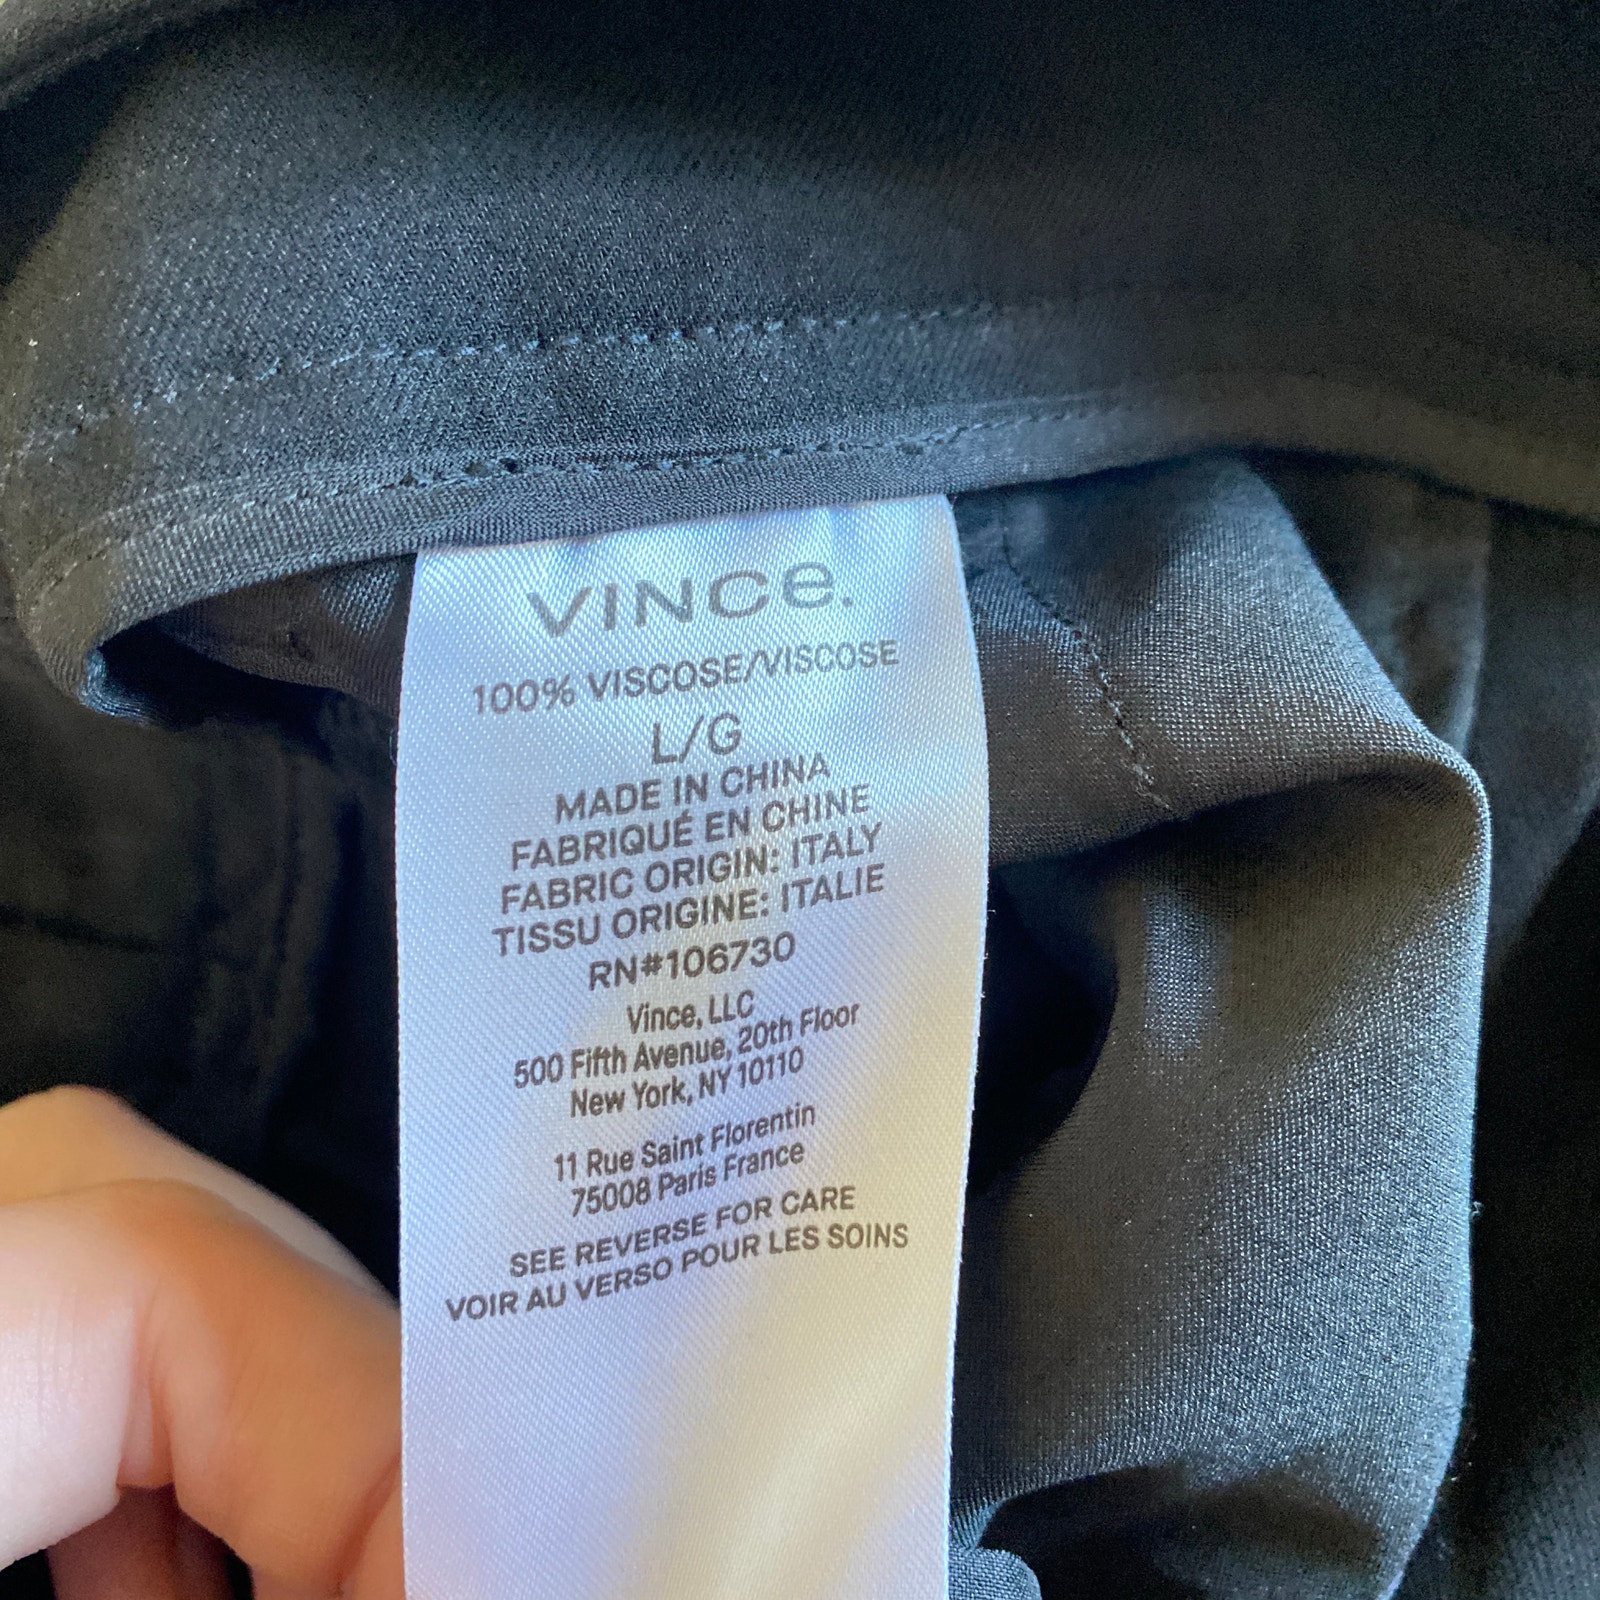 VINCe.
100% VISCOSE/VISCOSE
L/G
MADE IN CHINA
FABRIQUÉ EN CHINE
FABRIC ORIGIN: ITALY
TISSU ORIGINE: ITALIE
RN#106730
Vince, LLC
500 Fifth Avenue, 20th Floor
New York, NY 10110
11 Rue Saint Florentin
75008 Paris France
SEE REVERSE FOR CARE
VOIR AU VERSO POUR LES SOINS